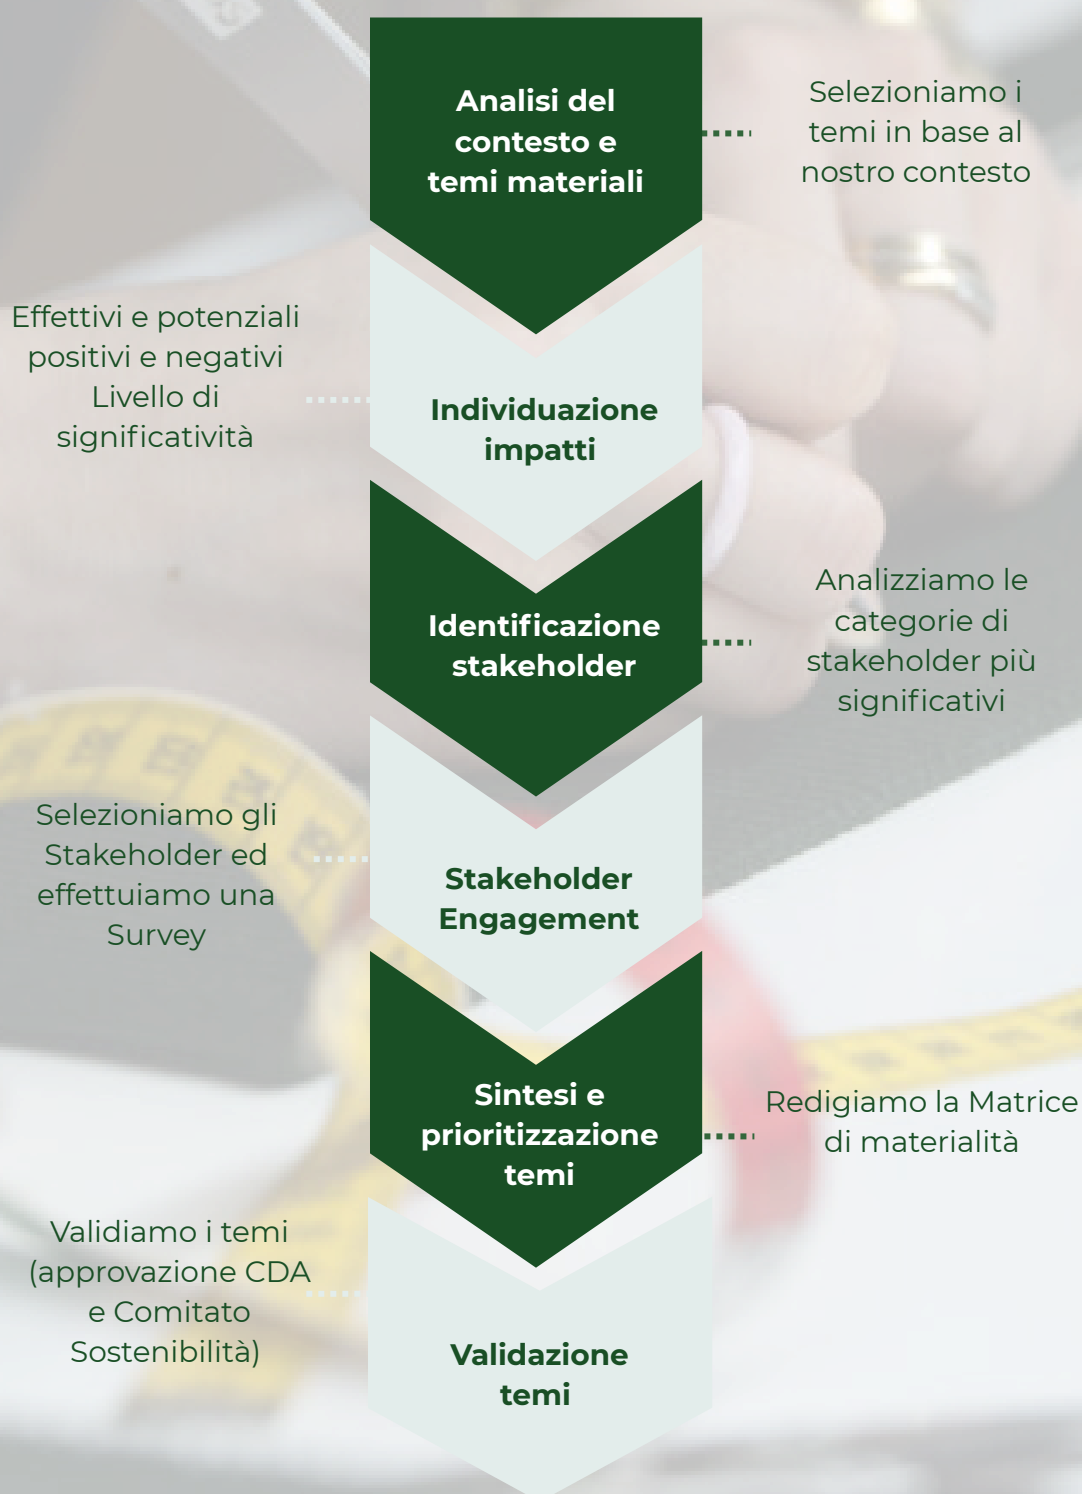 Analisi del
contesto e
temi materiali
Selezioniamo i
temi in base al
nostro contesto
Effettivi e potenziali
positivi e negativi
Livello di
significatività
Individuazione
impatti
Identificazione
stakeholder
Analizziamo le
categorie di
stakeholder più
significativi
Selezioniamo gli
Stakeholder ed
effettuiamo una
Survey
Stakeholder
Engagement
Sintesi e
prioritizzazione
temi
Redigiamo la Matrice
di materialità
Validiamo i temi
(approvazione CDA
e Comitato
Sostenibilità)
Validazione
temi